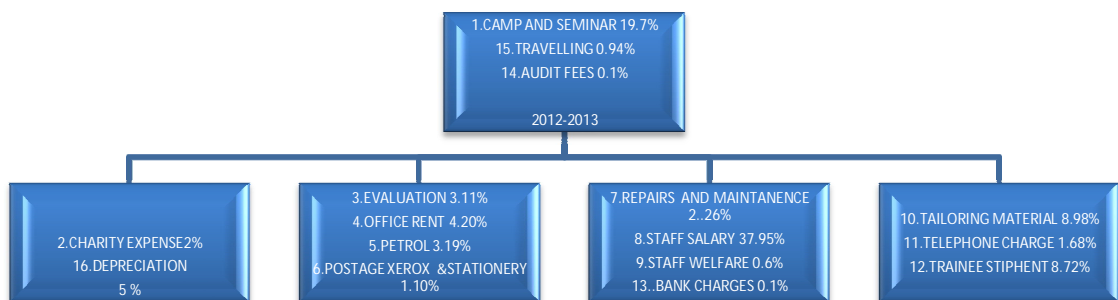 1.CAMP AND SEMINAR 19.7%
15.TRAVELLING 0.94%
14.AUDIT FEES 0.1%
2012-2013
2.CHARITY EXPENSE2%
16.DEPRECIATION
5 %
3.EVALUATION 3.11%
4.OFFICE RENT 4.20%
5.PETROL 3.19%
6.POSTAGE XEROX &STATIONERY
1.10%
7.REPAIRS AND MAINTANENCE
2..26%
8.STAFF SALARY 37.95%
9.STAFF WELFARE 0.6%
13..BANK CHARGES 0.1%
10.TAILORING MATERIAL 8.98%
11.TELEPHONE CHARGE 1.68%
12.TRAINEE STIPHENT 8.72%